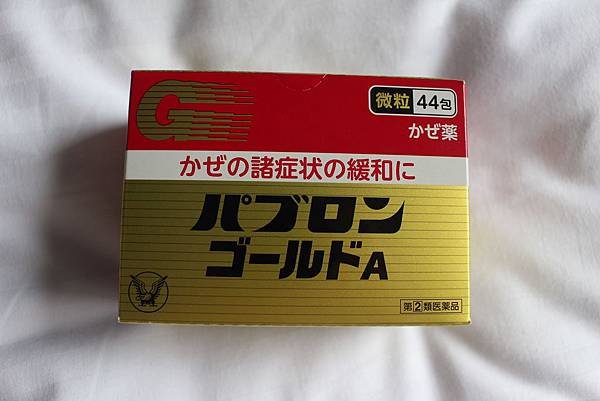 G
微粒 44包
かぜ薬
かぜの諸症状の緩和に
パブロン
ゴールドA
指②類医薬品